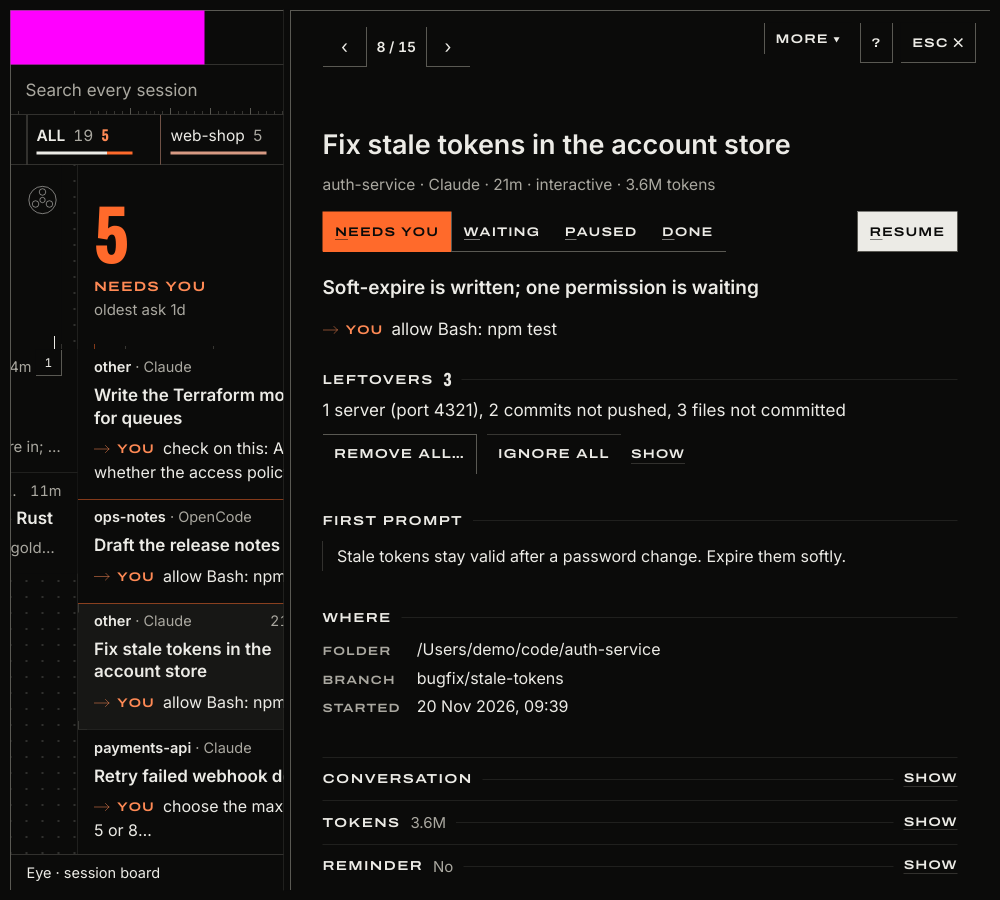 Search every session
ALL 19 5
web-shop 5
5
NEEDS YOU
oldest ask 1d
4m 1
re in; …
. 11m
Rust
gold…
other · Claude
Write the Terraform mo
for queues
→ YOU check on this: A
whether the access polic
ops-notes · OpenCode
Draft the release notes
→ YOU allow Bash: npm
other · Claude 21
Fix stale tokens in the
account store
→ YOU allow Bash: npm
payments-api · Claude
Retry failed webhook d
→ YOU choose the max
5 or 8…
Eye · session board
‹ 8 / 15 ›
MORE ▾
?
ESC ✕
Fix stale tokens in the account store
auth-service · Claude · 21m · interactive · 3.6M tokens
NEEDS YOU WAITING PAUSED DONE
RESUME
Soft-expire is written; one permission is waiting
→ YOU allow Bash: npm test
LEFTOVERS 3
1 server (port 4321), 2 commits not pushed, 3 files not committed
REMOVE ALL… IGNORE ALL SHOW
FIRST PROMPT
Stale tokens stay valid after a password change. Expire them softly.
WHERE
FOLDER /Users/demo/code/auth-service
BRANCH bugfix/stale-tokens
STARTED 20 Nov 2026, 09:39
CONVERSATION SHOW
TOKENS 3.6M SHOW
REMINDER No SHOW